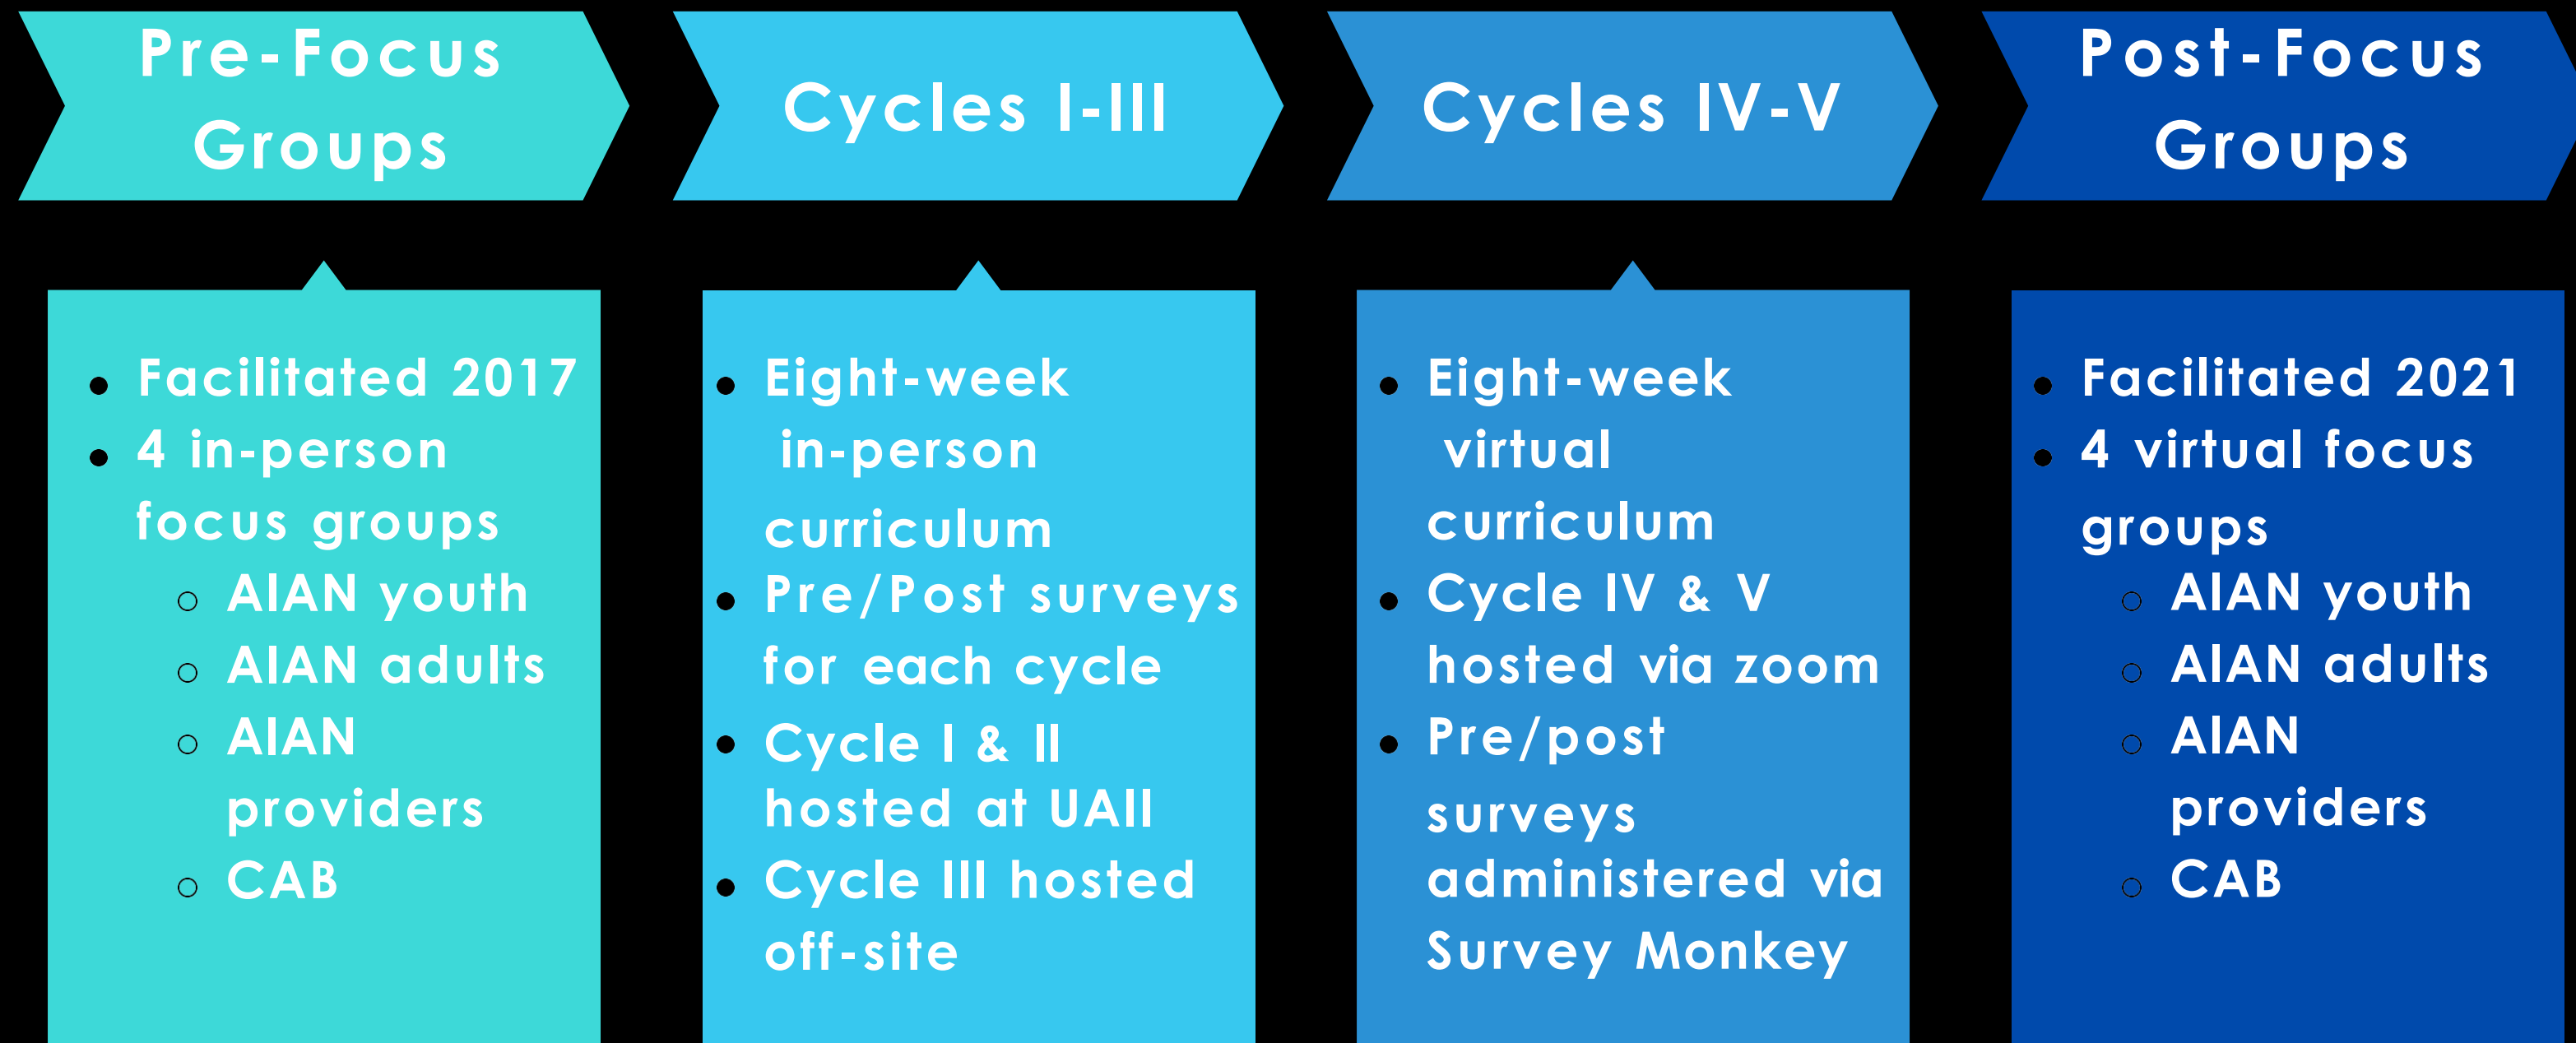 Pre-Focus
Groups
Cycles I-III
Cycles IV-V
Post-Focus
Groups
• Facilitated 2017
• 4 in-person
focus groups
○ AIAN youth
○ AIAN adults
○ AIAN
providers
○ CAB
• Eight-week
in-person
curriculum
• Pre/Post surveys
for each cycle
• Cycle I & II
hosted at UAII
• Cycle III hosted
off-site
• Eight-week
virtual
curriculum
• Cycle IV & V
hosted via zoom
• Pre/post
surveys
administered via
Survey Monkey
• Facilitated 2021
• 4 virtual focus
groups
○ AIAN youth
○ AIAN adults
○ AIAN
providers
○ CAB